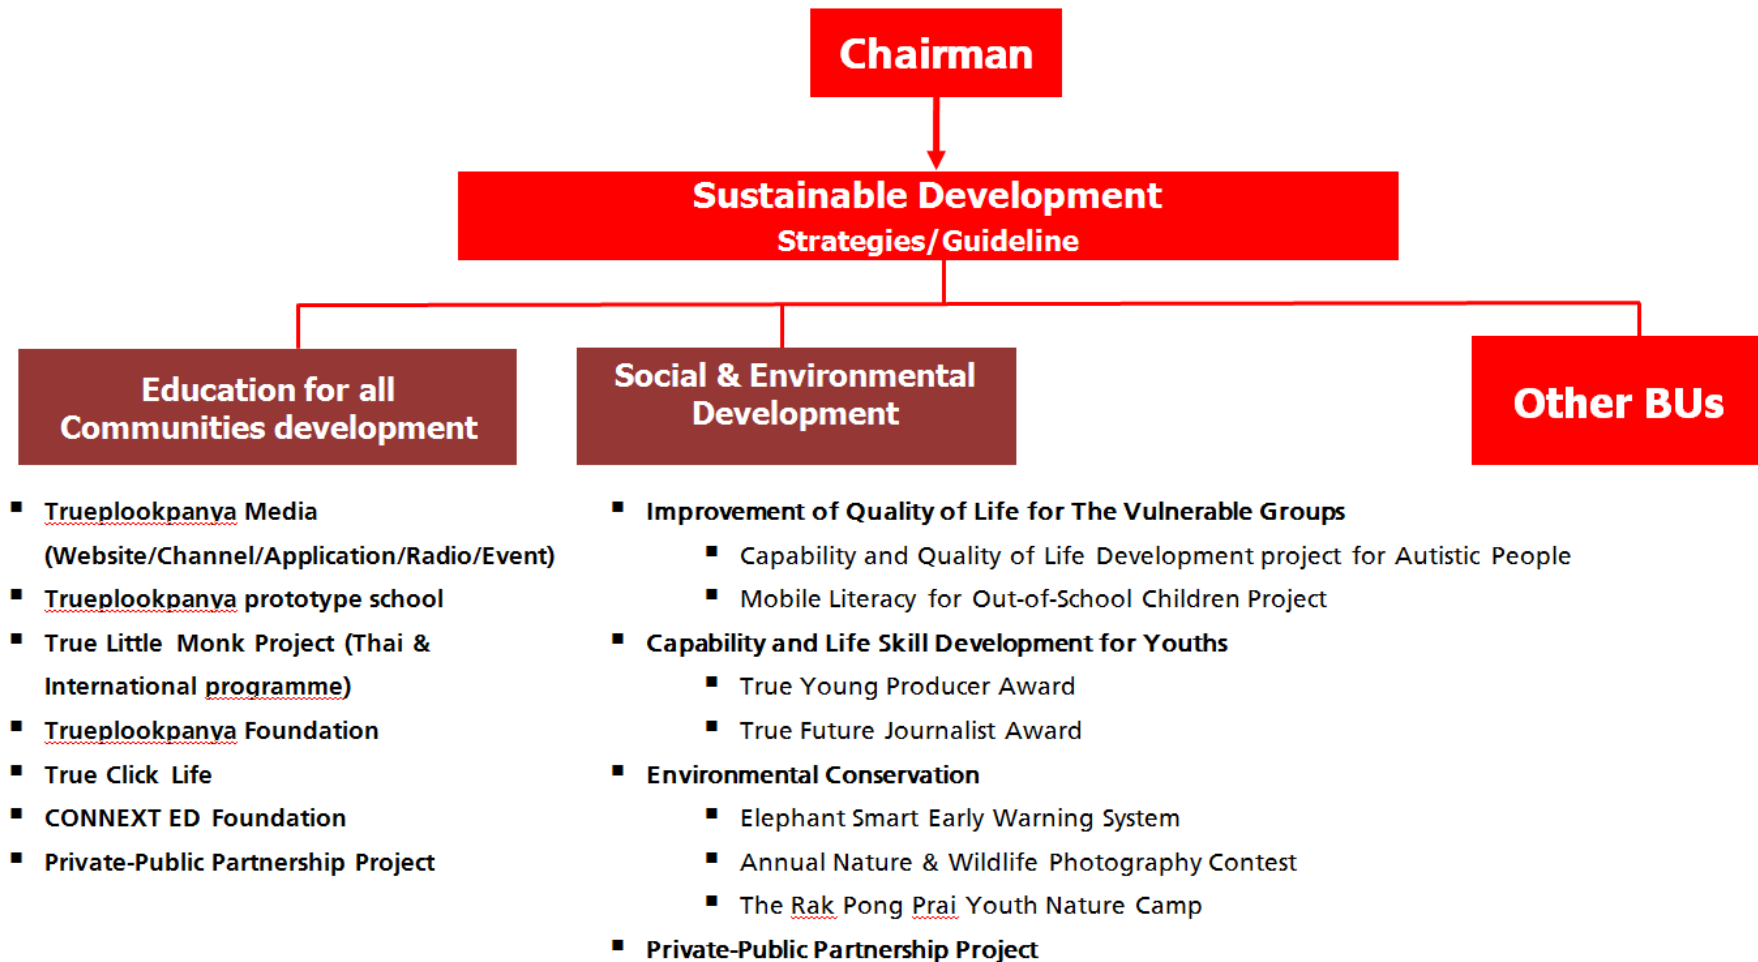 Chairman
Sustainable Development
Strategies/Guideline
Education for all
Communities development
Social & Environmental
Development
Other BUs
▪ Trueplookpanya Media
(Website/Channel/Application/Radio/Event)
▪ Trueplookpanya prototype school
▪ True Little Monk Project (Thai &
International programme)
▪ Trueplookpanya Foundation
▪ True Click Life
▪ CONNEXT ED Foundation
▪ Private-Public Partnership Project
▪ Improvement of Quality of Life for The Vulnerable Groups
▪ Capability and Quality of Life Development project for Autistic People
▪ Mobile Literacy for Out-of-School Children Project
▪ Capability and Life Skill Development for Youths
▪ True Young Producer Award
▪ True Future Journalist Award
▪ Environmental Conservation
▪ Elephant Smart Early Warning System
▪ Annual Nature & Wildlife Photography Contest
▪ The Rak Pong Prai Youth Nature Camp
▪ Private-Public Partnership Project